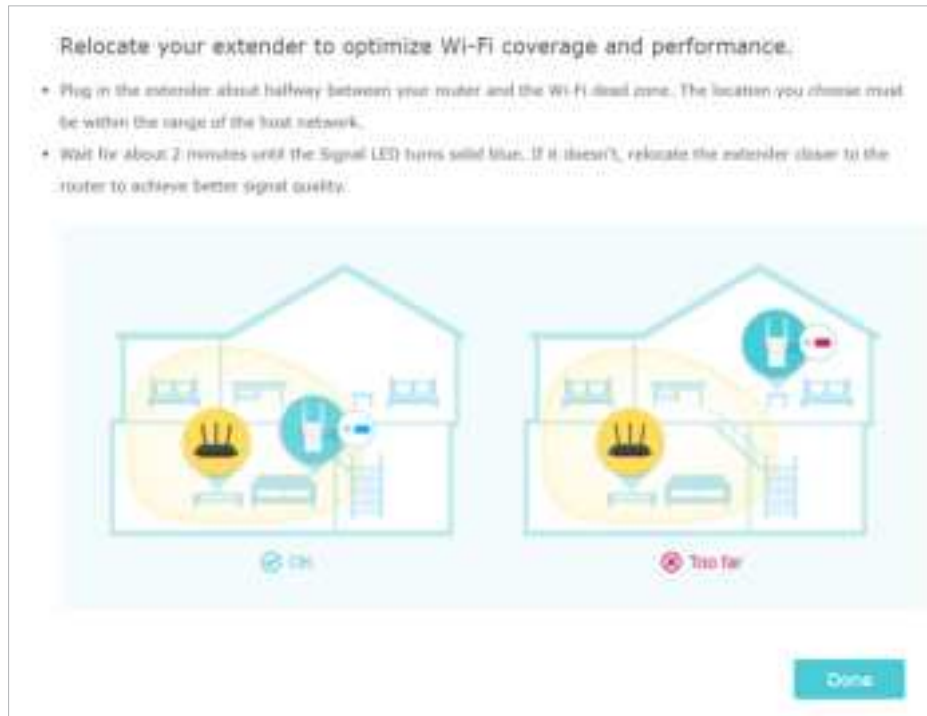 Relocate your extender to optimize Wi-Fi coverage and performance.
• Plug in the extender about halfway between your router and the Wi-Fi dead zone. The location you choose must
be within the range of the host network.
• Wait for about 2 minutes until the Signal LED turns solid blue. If it doesn't, relocate the extender closer to the
router to achieve better signal quality.
OK
Too far
Done